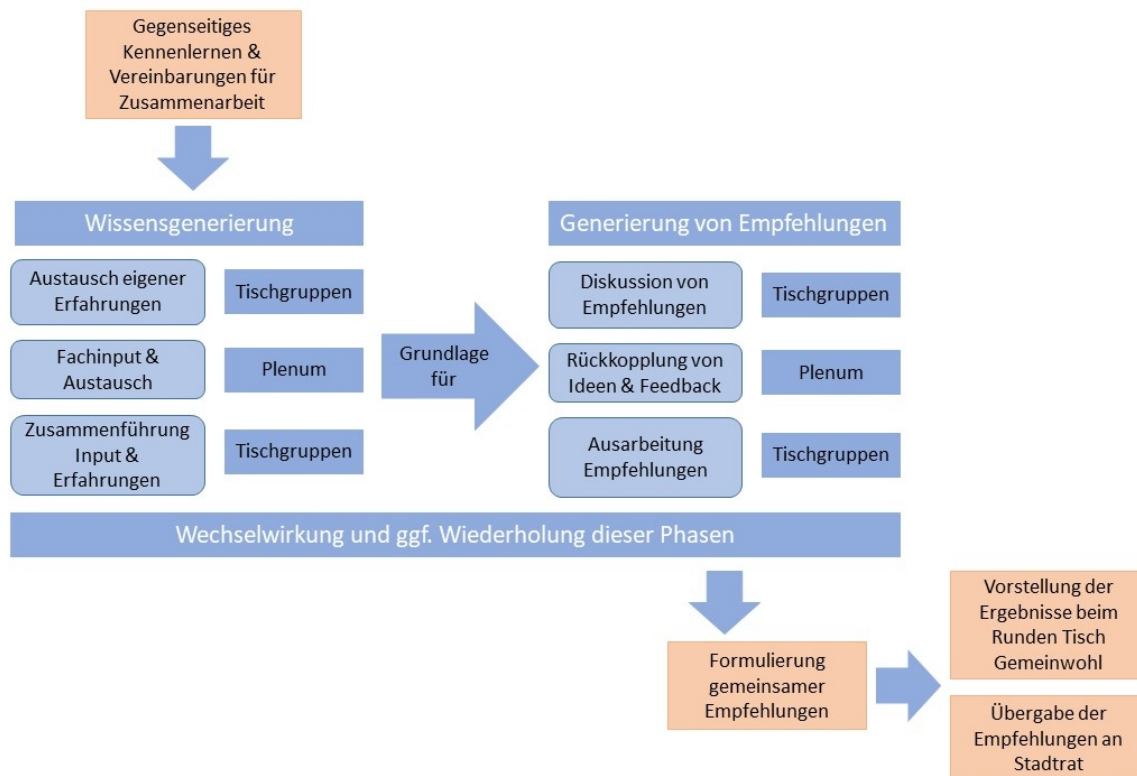 Gegenseitiges
Kennenlernen &
Vereinbarungen für
Zusammenarbeit
Wissensgenerierung
Austausch eigener
Erfahrungen
Tischgruppen
Fachinput &
Austausch
Plenum
Zusammenführung
Input &
Erfahrungen
Tischgruppen
Grundlage
für
Generierung von Empfehlungen
Diskussion von
Empfehlungen
Tischgruppen
Rückkopplung von
Ideen & Feedback
Plenum
Ausarbeitung
Empfehlungen
Tischgruppen
Wechselwirkung und ggf. Wiederholung dieser Phasen
Formulierung
gemeinsamer
Empfehlungen
Vorstellung der
Ergebnisse beim
Runden Tisch
Gemeinwohl
Übergabe der
Empfehlungen an
Stadtrat